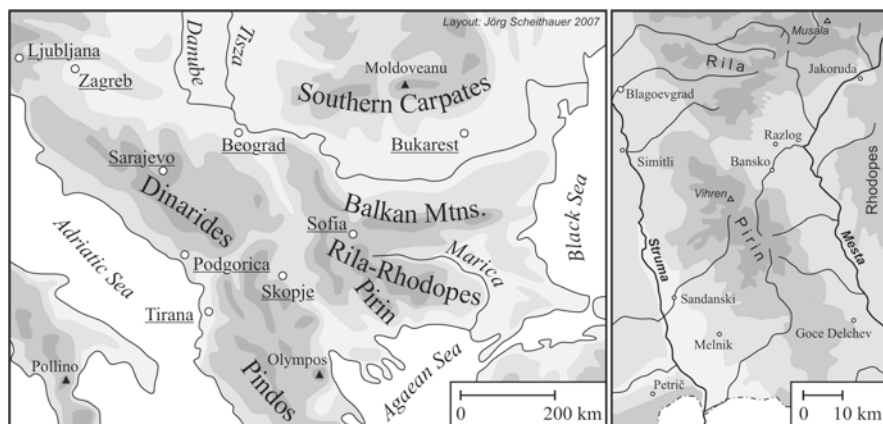 Layout: Jörg Scheithauer 2007
Ljubljana
Zagreb
Danube
Tisza
Moldoveanu
Southern Carpates
Beograd
Bukarest
Sarajevo
Dinarides
Balkan Mtns.
Black Sea
Adriatic Sea
Sofia
Marica
Podgorica
Rila-Rhodopes
Skopje
Pirin
Tirana
Olympos
Pollino
Pindos
Agaean Sea
0 200 km
Musala
Rila
Jakoruda
Blagoevgrad
Razlog
Simitli
Bansko
Rhodopes
Vihren
Pirin
Struma
Mesta
Sandanski
Melnik
Goce Delchev
Petrič
0 10 km